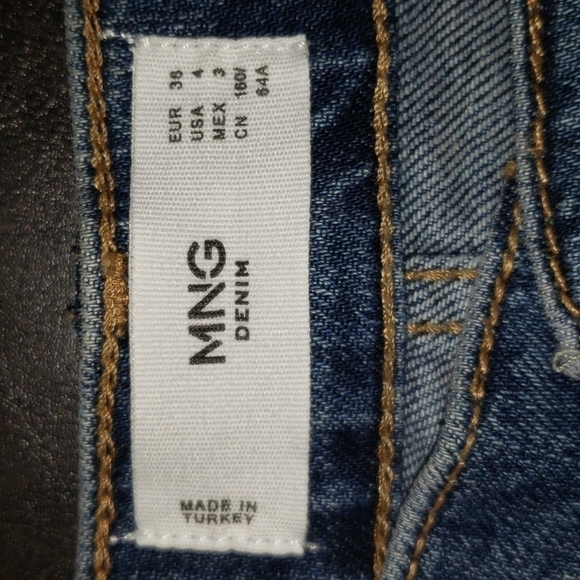 EUR 36
USA 4
MEX 3
CN 160/
64A
MNG
DENIM
MADE IN
TURKEY